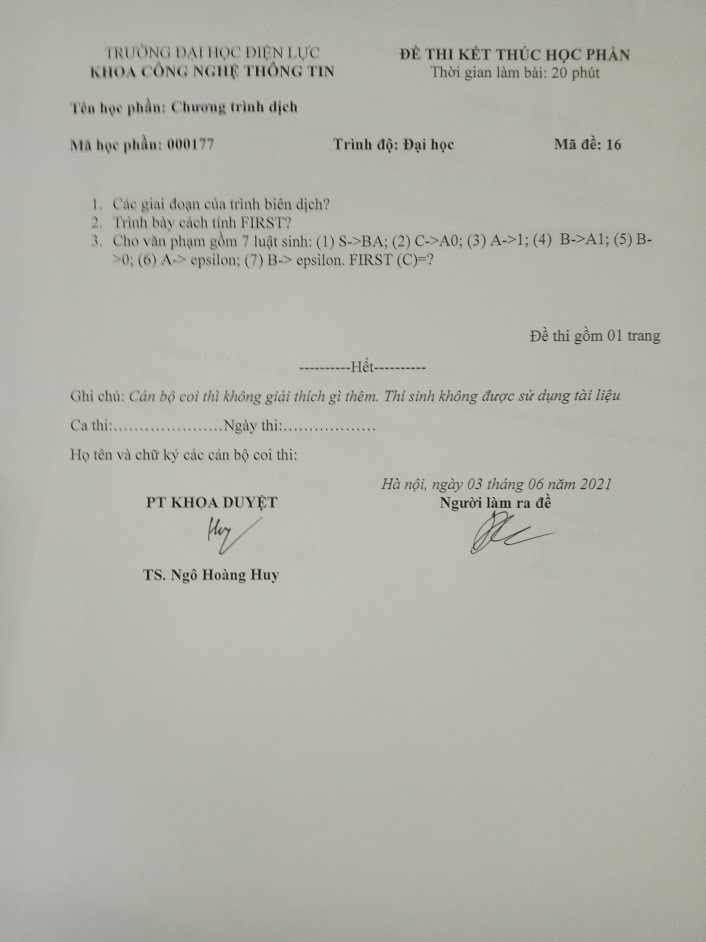 TRƯỜNG ĐẠI HỌC ĐIỆN LỰC
KHOA CÔNG NGHỆ THÔNG TIN
ĐỀ THI KẾT THÚC HỌC PHẦN
Thời gian làm bài: 20 phút
Tên học phần: Chương trình dịch
Mã học phần: 000177 Trình độ: Đại học Mã đề: 16
1. Các giai đoạn của trình biên dịch?
2. Trình bày cách tính FIRST?
3. Cho văn phạm gồm 7 luật sinh: (1) S->BA; (2) C->A0; (3) A->1; (4) B->A1; (5) B-
>0; (6) A-> epsilon; (7) B-> epsilon. FIRST (C)=?
Đề thi gồm 01 trang
----------Hết----------
Ghi chú: Cán bộ coi thi không giải thích gì thêm. Thí sinh không được sử dụng tài liệu
Ca thi:.....................Ngày thi:..................
Họ tên và chữ ký các cán bộ coi thi:
Hà nội, ngày 03 tháng 06 năm 2021
PT KHOA DUYỆT Người làm ra đề
Huy
TS. Ngô Hoàng Huy